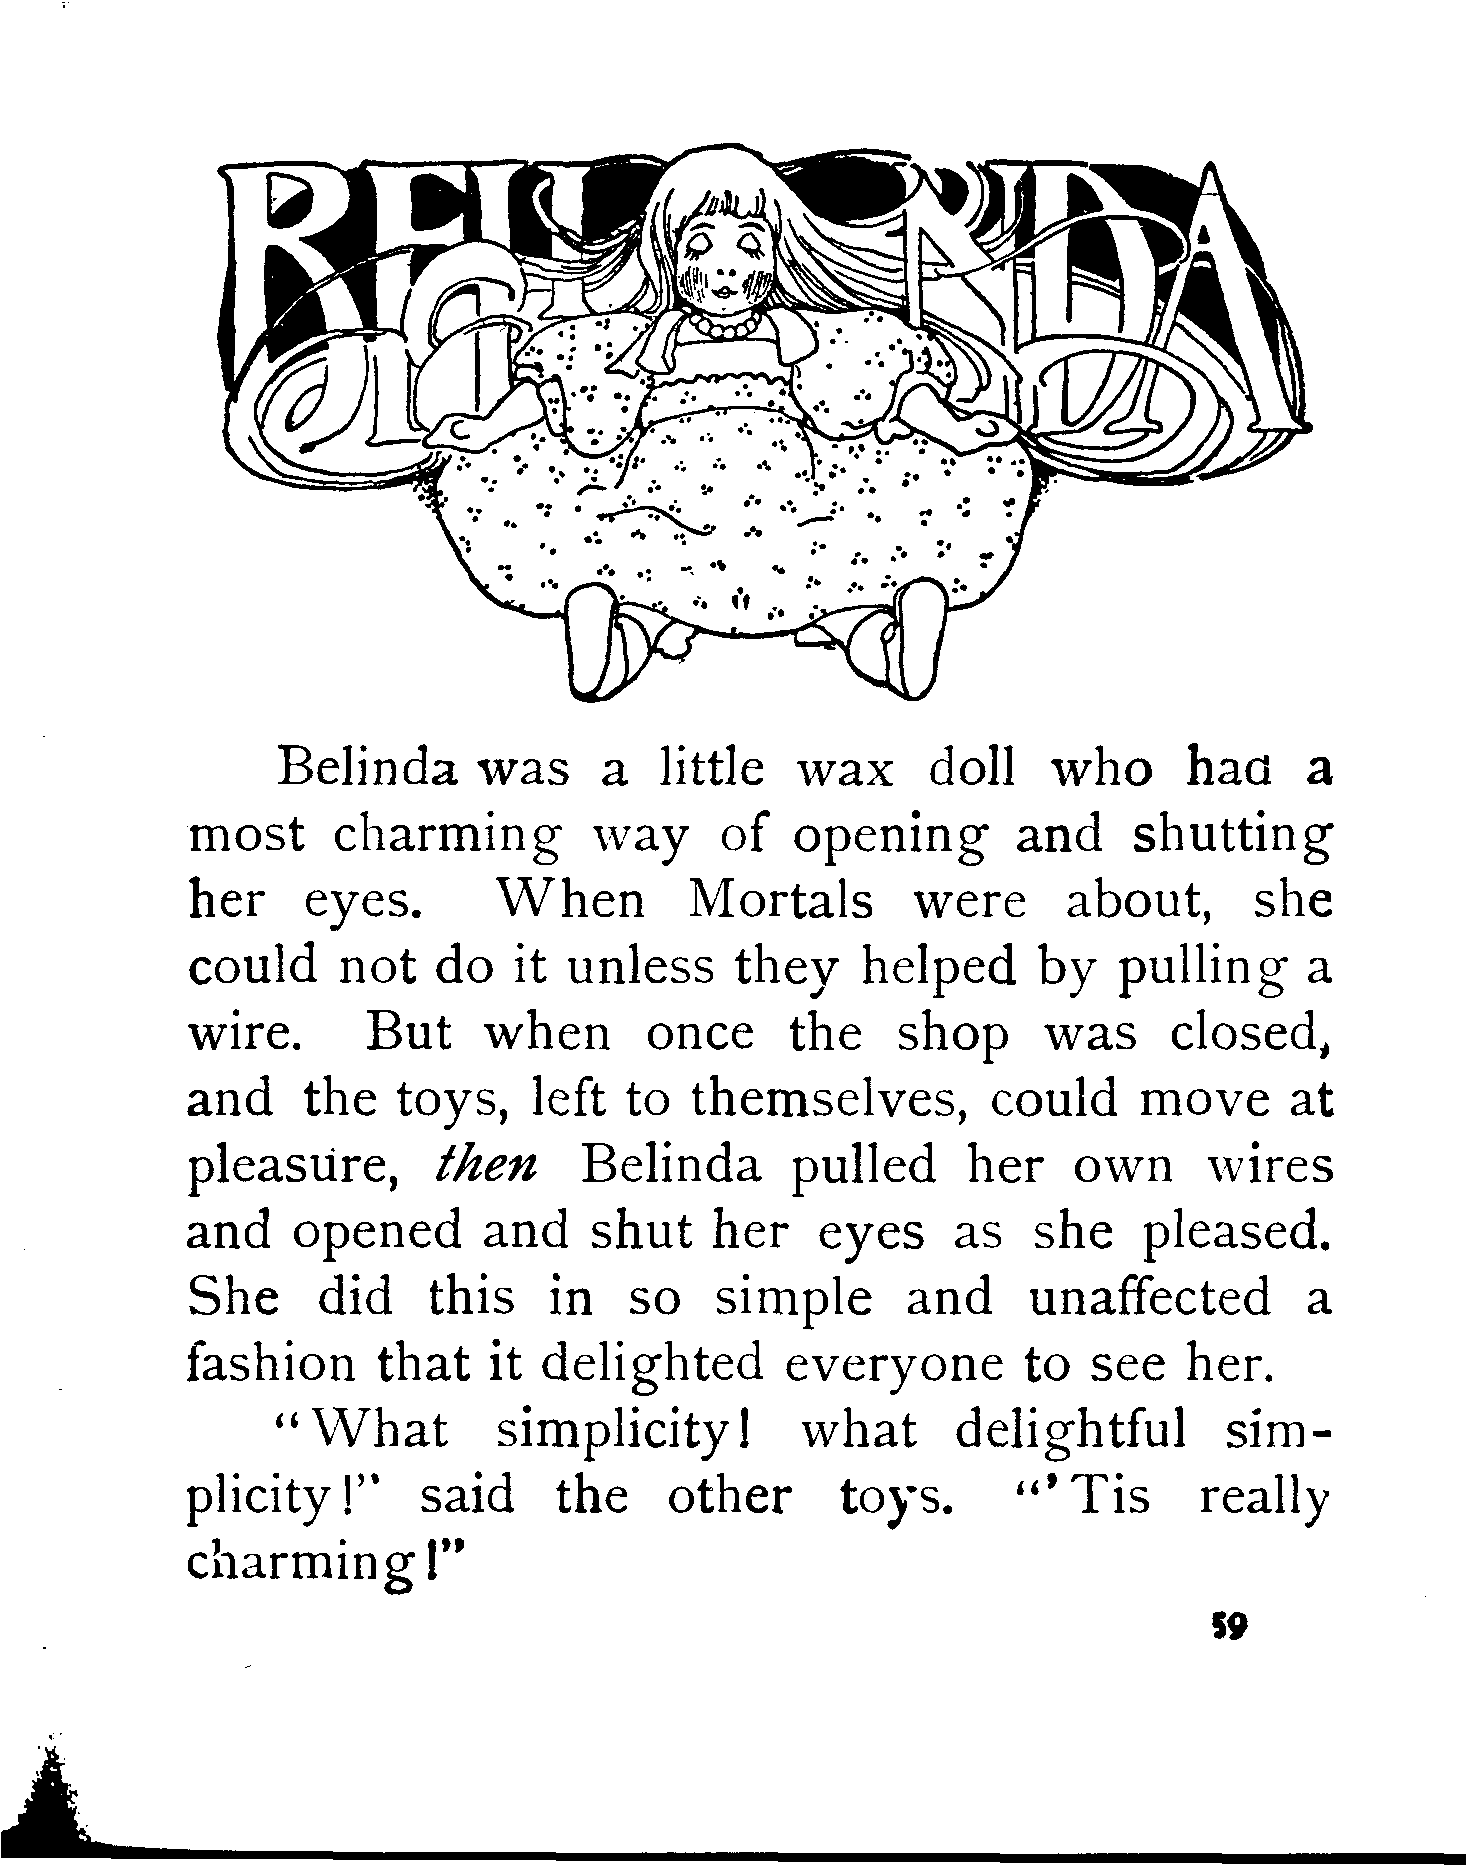 BELINDA
Belinda was a little wax doll who had a
most charming way of opening and shutting
her eyes. When Mortals were about, she
could not do it unless they helped by pulling a
wire. But when once the shop was closed,
and the toys, left to themselves, could move at
pleasure, then Belinda pulled her own wires
and opened and shut her eyes as she pleased.
She did this in so simple and unaffected a
fashion that it delighted everyone to see her.
"What simplicity! what delightful sim-
plicity!" said the other toys. "'Tis really
charming!"
59